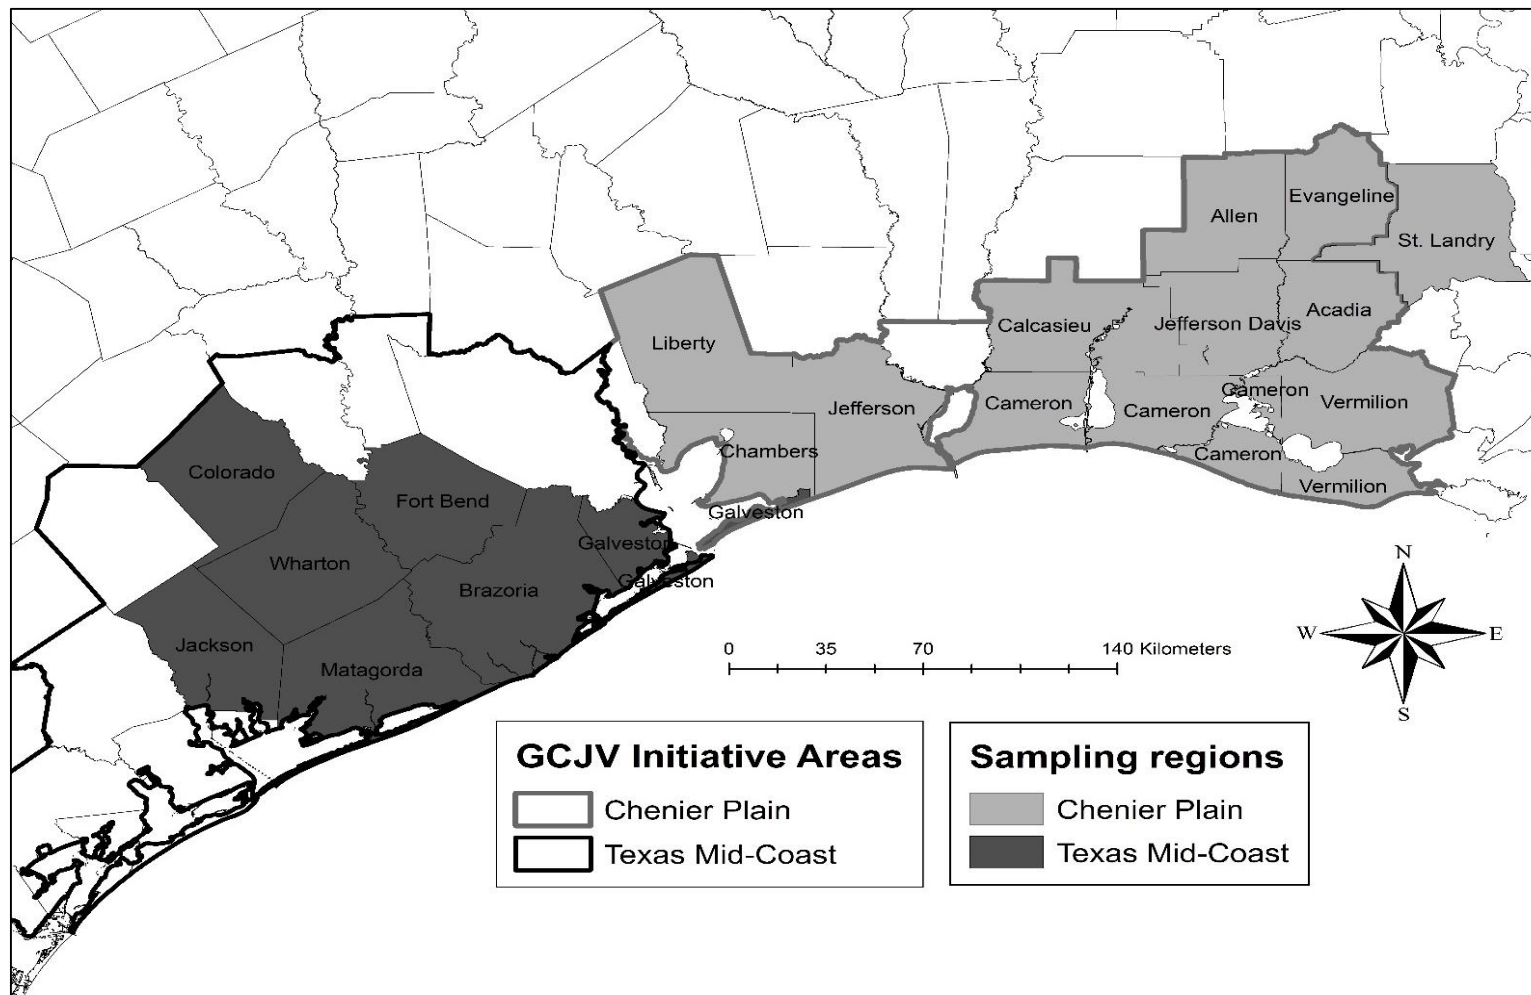 Evangeline
Allen
St. Landry
Acadia
Calcasieu
Jefferson Davis
Liberty
Cameron
Jefferson
Cameron
Cameron
Vermilion
Chambers
Cameron
Colorado
Vermilion
Fort Bend
Galveston
Galveston
Wharton
Galveston
Brazoria
Jackson
Matagorda
N
W E
S
0 35 70 140 Kilometers
GCJV Initiative Areas
Chenier Plain
Texas Mid-Coast
Sampling regions
Chenier Plain
Texas Mid-Coast